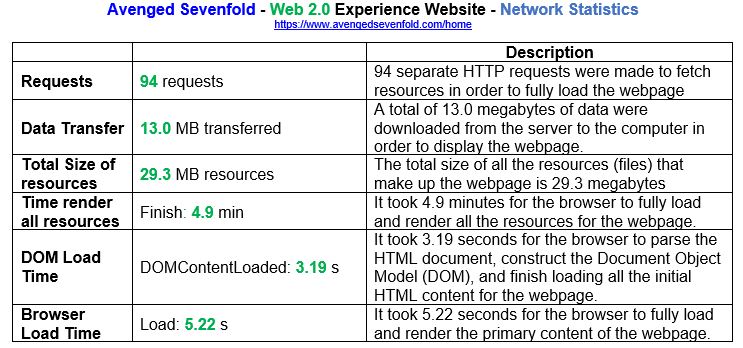 Avenged Sevenfold - Web 2.0 Experience Website - Network Statistics
https://www.avengedsevenfold.com/home
Description
Requests
94 requests
94 separate HTTP requests were made to fetch
resources in order to fully load the webpage
Data Transfer
13.0 MB transferred
A total of 13.0 megabytes of data were
downloaded from the server to the computer in
order to display the webpage.
Total Size of
resources
29.3 MB resources
The total size of all the resources (files) that
make up the webpage is 29.3 megabytes
Time render
all resources
Finish: 4.9 min
It took 4.9 minutes for the browser to fully load
and render all the resources for the webpage.
DOM Load
Time
DOMContentLoaded: 3.19 s
It took 3.19 seconds for the browser to parse the
HTML document, construct the Document Object
Model (DOM), and finish loading all the initial
HTML content for the webpage.
Browser
Load Time
Load: 5.22 s
It took 5.22 seconds for the browser to fully load
and render the primary content of the webpage.